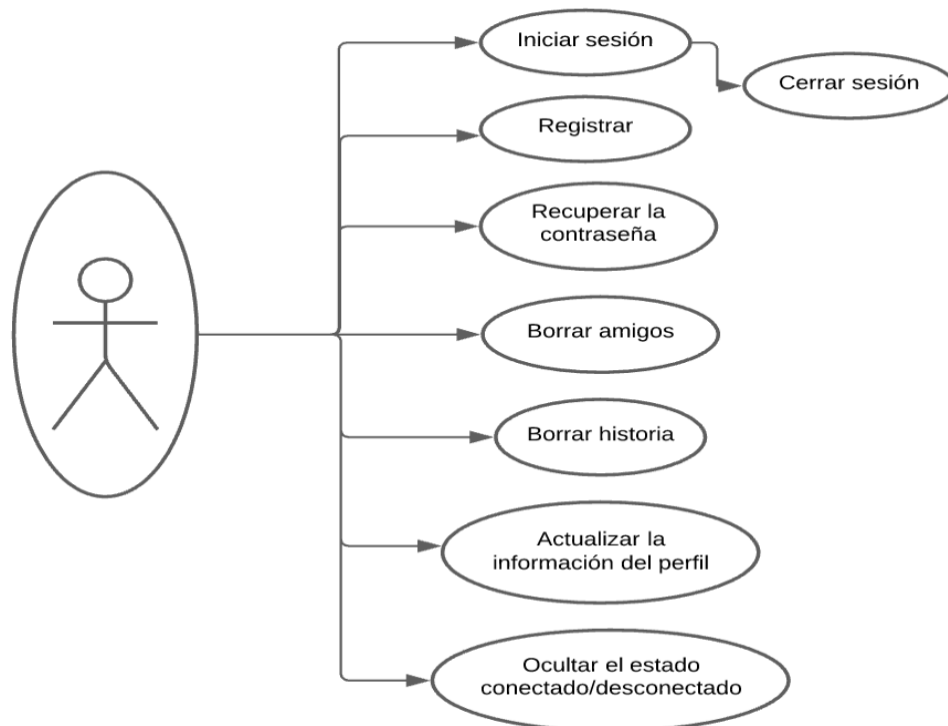 Iniciar sesión
Cerrar sesión
Registrar
Recuperar la
contraseña
Borrar amigos
Borrar historia
Actualizar la
información del perfil
Ocultar el estado
conectado/desconectado